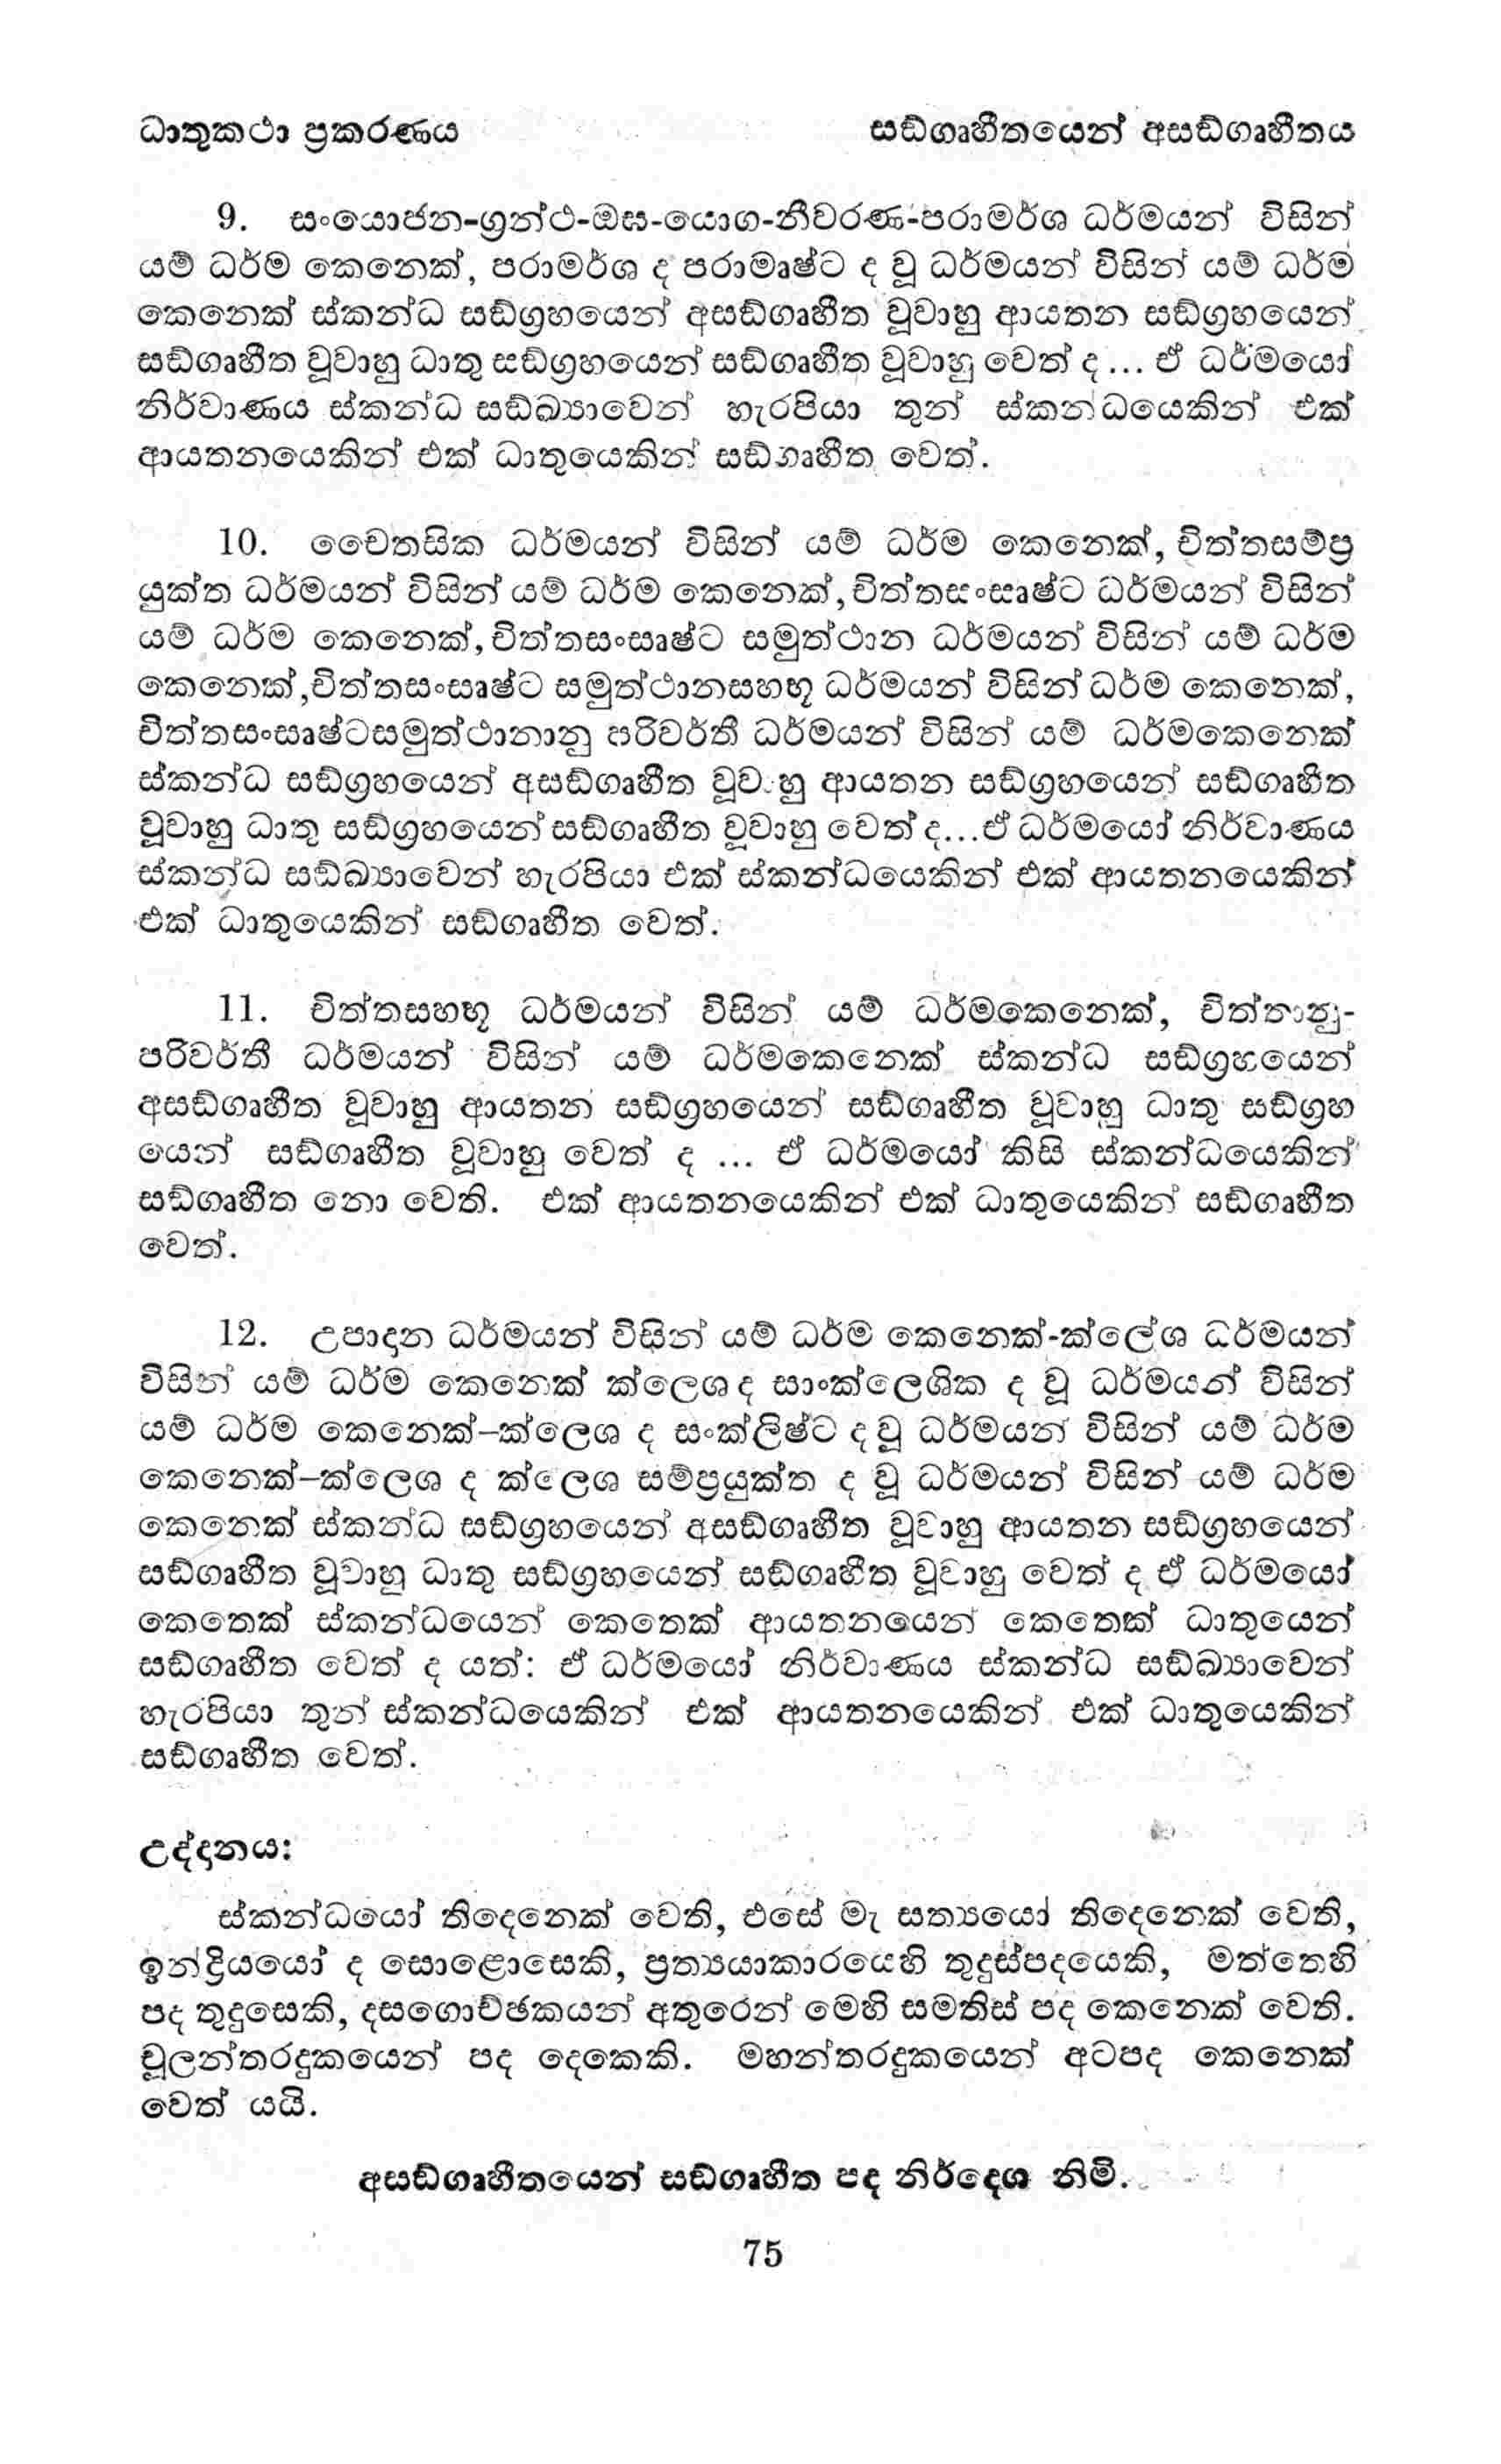 ධාතුකථා ප්‍රකරණය සඞ්ගෘහීතයෙන් අසඞ්ගෘහීතය
9. සංයොජන-ග්‍රන්ථ-ඔඝ-යොග-නීවරණ-පරාමර්ශ ධර්මයන් විසින්
යම් ධර්ම කෙනෙක්, පරාමර්ශ ද පරාමෘෂ්ට ද වූ ධර්මයන් විසින් යම් ධර්ම
කෙනෙක් ස්කන්ධ සඞ්ග්‍රහයෙන් අසඞ්ගෘහීත වූවාහු ආයතන සඞ්ග්‍රහයෙන්
සඞ්ගෘහීත වූවාහු ධාතු සඞ්ග්‍රහයෙන් සඞ්ගෘහීත වූවාහු වෙත් ද... ඒ ධර්මයෝ
නිර්වාණය ස්කන්ධ සඞ්ඛ්‍යාවෙන් හැරපියා තුන් ස්කන්ධයෙකින් එක්
ආයතනයෙකින් එක් ධාතුයෙකින් සඞ්ගෘහීත වෙත්.
10. චෛතසික ධර්මයන් විසින් යම් ධර්ම කෙනෙක්, චිත්තසම්ප්‍ර
යුක්ත ධර්මයන් විසින් යම් ධර්ම කෙනෙක්,චිත්තසංසෘෂ්ට ධර්මයන් විසින්
යම් ධර්ම කෙනෙක්,චිත්තසංසෘෂ්ට සමුත්ථාන ධර්මයන් විසින් යම් ධර්ම
කෙනෙක්,චිත්තසංසෘෂ්ට සමුත්ථානසහභූ ධර්මයන් විසින් ධර්ම කෙනෙක්,
චිත්තසංසෘෂ්ටසමුත්ථානානු පරිවර්තී ධර්මයන් විසින් යම් ධර්මකෙනෙක්
ස්කන්ධ සඞ්ග්‍රහයෙන් අසඞ්ගෘහීත වූවාහු ආයතන සඞ්ග්‍රහයෙන් සඞ්ගෘහීත
වූවාහු ධාතු සඞ්ග්‍රහයෙන් සඞ්ගෘහීත වූවාහු වෙත් ද...ඒ ධර්මයෝ නිර්වාණය
ස්කන්ධ සඞ්ඛ්‍යාවෙන් හැරපියා එක් ස්කන්ධයෙකින් එක් ආයතනයෙකින්
එක් ධාතුයෙකින් සඞ්ගෘහීත වෙත්.
11. චිත්තසහභූ ධර්මයන් විසින් යම් ධර්මකෙනෙක්, චිත්තානු-
පරිවර්තී ධර්මයන් විසින් යම් ධර්මකෙනෙක් ස්කන්ධ සඞ්ග්‍රහයෙන්
අසඞ්ගෘහීත වූවාහු ආයතන සඞ්ග්‍රහයෙන් සඞ්ගෘහීත වූවාහු ධාතු සඞ්ග්‍රහ
යෙන් සඞ්ගෘහීත වූවාහු වෙත් ද ... ඒ ධර්මයෝ කිසි ස්කන්ධයෙකින්
සඞ්ගෘහීත නො වෙති. එක් ආයතනයෙකින් එක් ධාතුයෙකින් සඞ්ගෘහීත
වෙත්.
12. උපාදාන ධර්මයන් විසින් යම් ධර්ම කෙනෙක්-ක්ලේශ ධර්මයන්
විසින් යම් ධර්ම කෙනෙක් ක්ලෙශ ද සාංක්ලෙශික ද වූ ධර්මයන් විසින්
යම් ධර්ම කෙනෙක්–ක්ලෙශ ද සංක්ලිෂ්ට ද වූ ධර්මයන් විසින් යම් ධර්ම
කෙනෙක්–ක්ලෙශ ද ක්ලෙශ සම්ප්‍රයුක්ත ද වූ ධර්මයන් විසින් යම් ධර්ම
කෙනෙක් ස්කන්ධ සඞ්ග්‍රහයෙන් අසඞ්ගෘහීත වූවාහු ආයතන සඞ්ග්‍රහයෙන්
සඞ්ගෘහීත වූවාහු ධාතු සඞ්ග්‍රහයෙන් සඞ්ගෘහීත වූවාහු වෙත් ද ඒ ධර්මයෝ
කෙතෙක් ස්කන්ධයෙන් කෙතෙක් ආයතනයෙන් කෙතෙක් ධාතුයෙන්
සඞ්ගෘහීත වෙත් ද යත්: ඒ ධර්මයෝ නිර්වාණය ස්කන්ධ සඞ්ඛ්‍යාවෙන්
හැරපියා තුන් ස්කන්ධයෙකින් එක් ආයතනයෙකින් එක් ධාතුයෙකින්
සඞ්ගෘහීත වෙත්.
උද්දානය:
ස්කන්ධයෝ තිදෙනෙක් වෙති, එසේ මැ සත්‍යයෝ තිදෙනෙක් වෙති,
ඉන්ද්‍රියයෝ ද සොළොසෙකි, ප්‍රත්‍යයාකාරයෙහි තුදුස්පදයෙකි, මත්තෙහි
පද තුදුසෙකි, දසගොච්ඡකයන් අතුරෙන් මෙහි සමතිස් පද කෙනෙක් වෙති.
චූලන්තරදුකයෙන් පද දෙකෙකි. මහන්තරදුකයෙන් අටපද කෙනෙක්
වෙත් යයි.
අසඞ්ගෘහීතයෙන් සඞ්ගෘහීත පද නිර්දෙශ නිමි.
75